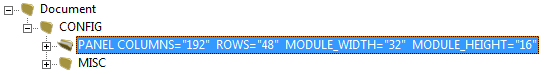 Document
CONFIG
PANEL COLUMNS="192" ROWS="48" MODULE_WIDTH="32" MODULE_HEIGHT="16"
MISC